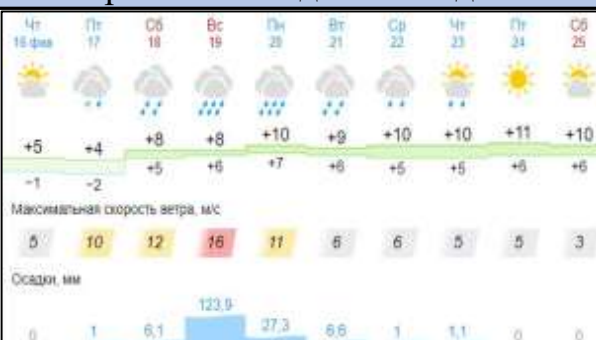 Чт Пт Сб Вс Пн Вт Ср Чт Пт Сб
16 фев 17 18 19 20 21 22 23 24 25
+5 +4 +8 +8 +10 +9 +10 +10 +11 +10
−1 −2 +5 +6 +7 +6 +5 +5 +6 +6
Максимальная скорость ветра, м/с
5 10 12 16 11 6 6 5 5 3
Осадки, мм
0 1 6,1 123,9 27,3 6,6 1 1,1 0 0